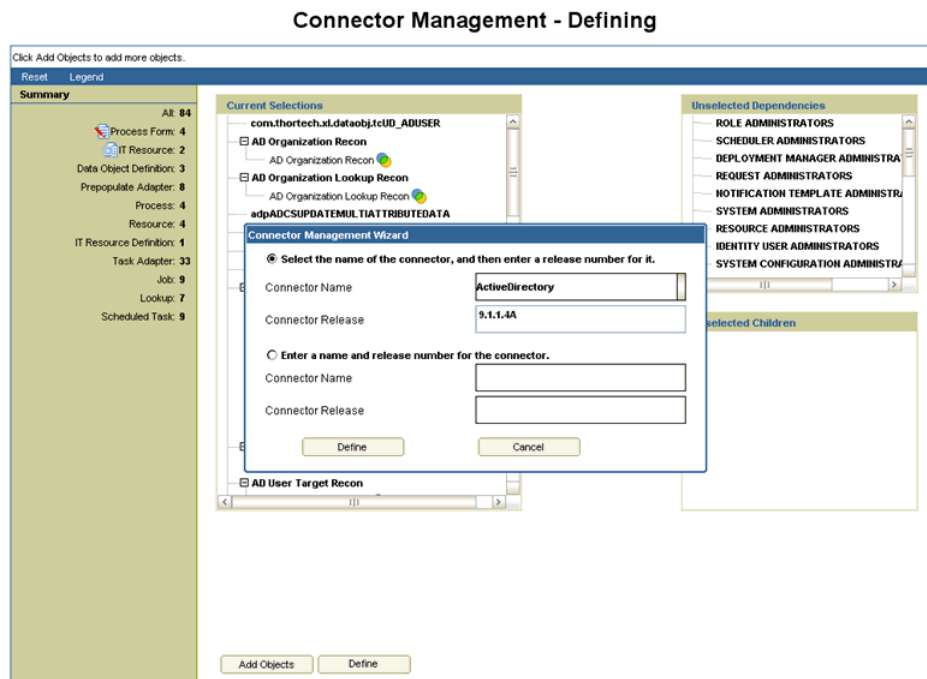 Connector Management - Defining
Click Add Objects to add more objects.
Reset Legend
Summary
All: 84
Process Form: 4
IT Resource: 2
Data Object Definition: 3
Prepopulate Adapter: 8
Process: 4
Resource: 4
IT Resource Definition: 1
Task Adapter: 33
Job: 9
Lookup: 7
Scheduled Task: 9
Current Selections
com.thortech.xl.dataobj.tcUD_ADUSER
AD Organization Recon
AD Organization Recon
AD Organization Lookup Recon
AD Organization Lookup Recon
adpADCSUPDATEMULTIATTRIBUTEDATA
AD User Target Recon
Unselected Dependencies
ROLE ADMINISTRATORS
SCHEDULER ADMINISTRATORS
DEPLOYMENT MANAGER ADMINISTRA
REQUEST ADMINISTRATORS
NOTIFICATION TEMPLATE ADMINISTR
SYSTEM ADMINISTRATORS
RESOURCE ADMINISTRATORS
IDENTITY USER ADMINISTRATORS
SYSTEM CONFIGURATION ADMINISTRA
selected Children
Connector Management Wizard
Select the name of the connector, and then enter a release number for it.
Connector Name ActiveDirectory
Connector Release 9.1.1.4A
Enter a name and release number for the connector.
Connector Name
Connector Release
Define Cancel
Add Objects Define